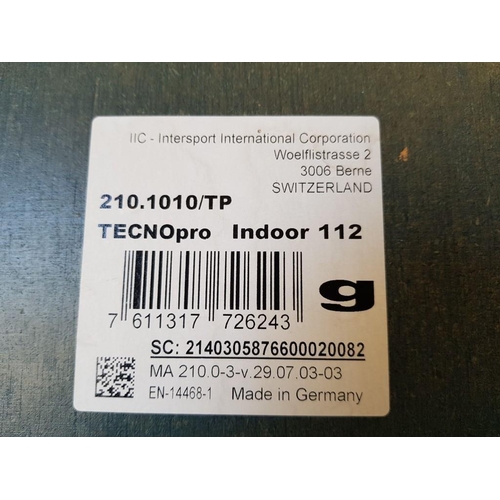 IIC - Intersport International Corporation
Woelflistrasse 2
3006 Berne
SWITZERLAND
210.1010/TP
TECNOpro Indoor 112
g
7 611317 726243
SC: 2140305876600020082
MA 210.0-3-v.29.07.03-03
EN-14468-1 Made in Germany